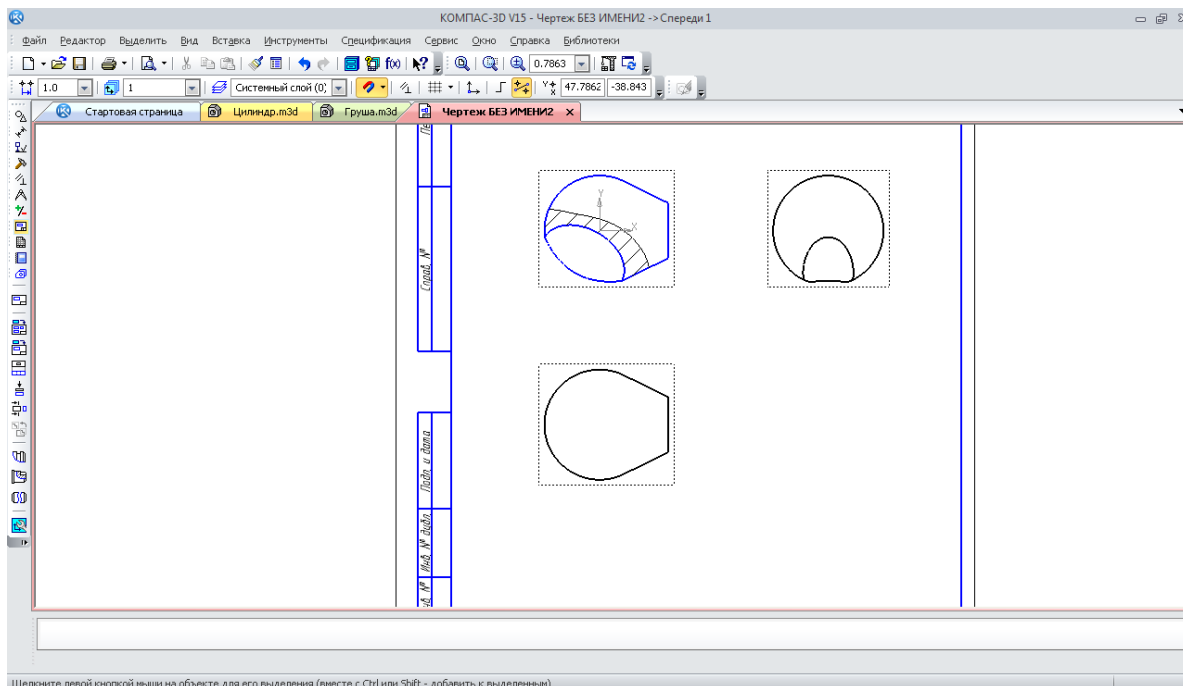 КОМПАС-3D V15 - Чертеж БЕЗ ИМЕНИ2 ->Спереди 1
Файл Редактор Выделить Вид Вставка Инструменты Спецификация Сервис Окно Справка Библиотеки
f(x) 0.7863
1.0 1 Системный слой (0) 47.7862 -38.843
Стартовая страница Цилиндр.m3d Груша.m3d Чертеж БЕЗ ИМЕНИ2
Y
X
Справ. №
Подп. и дата
Инв. № дубл.
Щелкните левой кнопкой мыши на объекте для его выделения (вместе с Ctrl или Shift - добавить к выделенным)